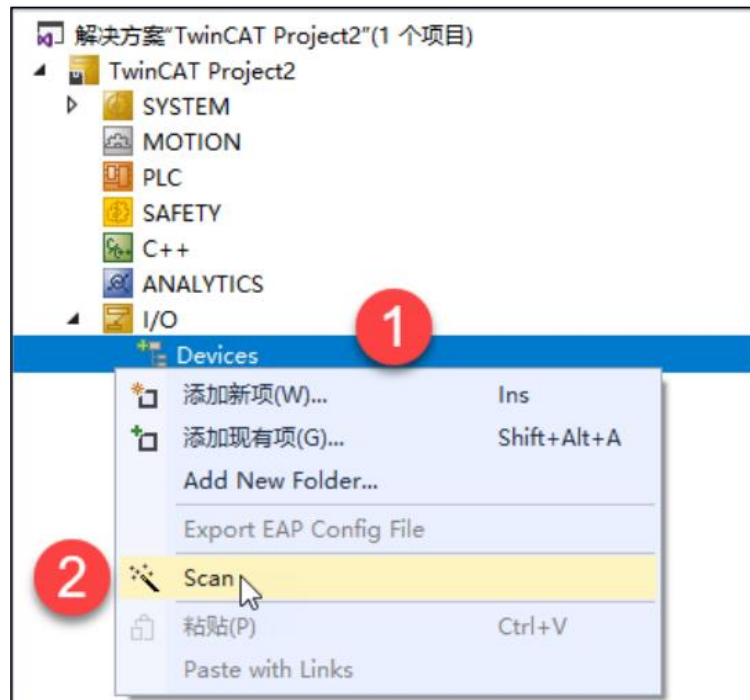 解决方案"TwinCAT Project2"(1 个项目)
TwinCAT Project2
SYSTEM
MOTION
PLC
SAFETY
C++
ANALYTICS
I/O
1
Devices
添加新项(W)... Ins
添加现有项(G)... Shift+Alt+A
Add New Folder...
Export EAP Config File
2
Scan
粘贴(P) Ctrl+V
Paste with Links